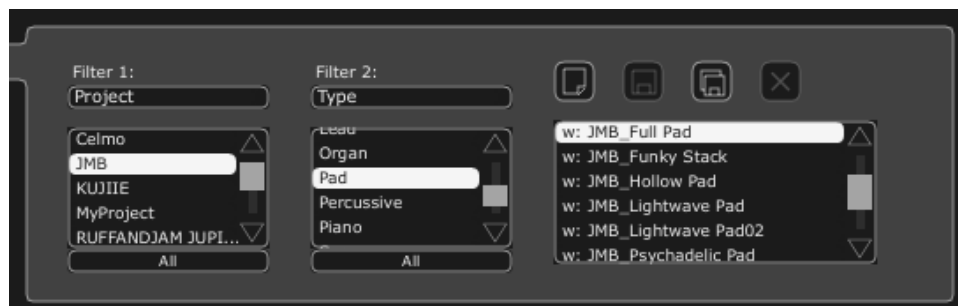 Filter 1:
Project
Celmo
JMB
KUJIIE
MyProject
RUFFANDJAM JUPI...
All
Filter 2:
Type
Lead
Organ
Pad
Percussive
Piano
All
w: JMB_Full Pad
w: JMB_Funky Stack
w: JMB_Hollow Pad
w: JMB_Lightwave Pad
w: JMB_Lightwave Pad02
w: JMB_Psychadelic Pad